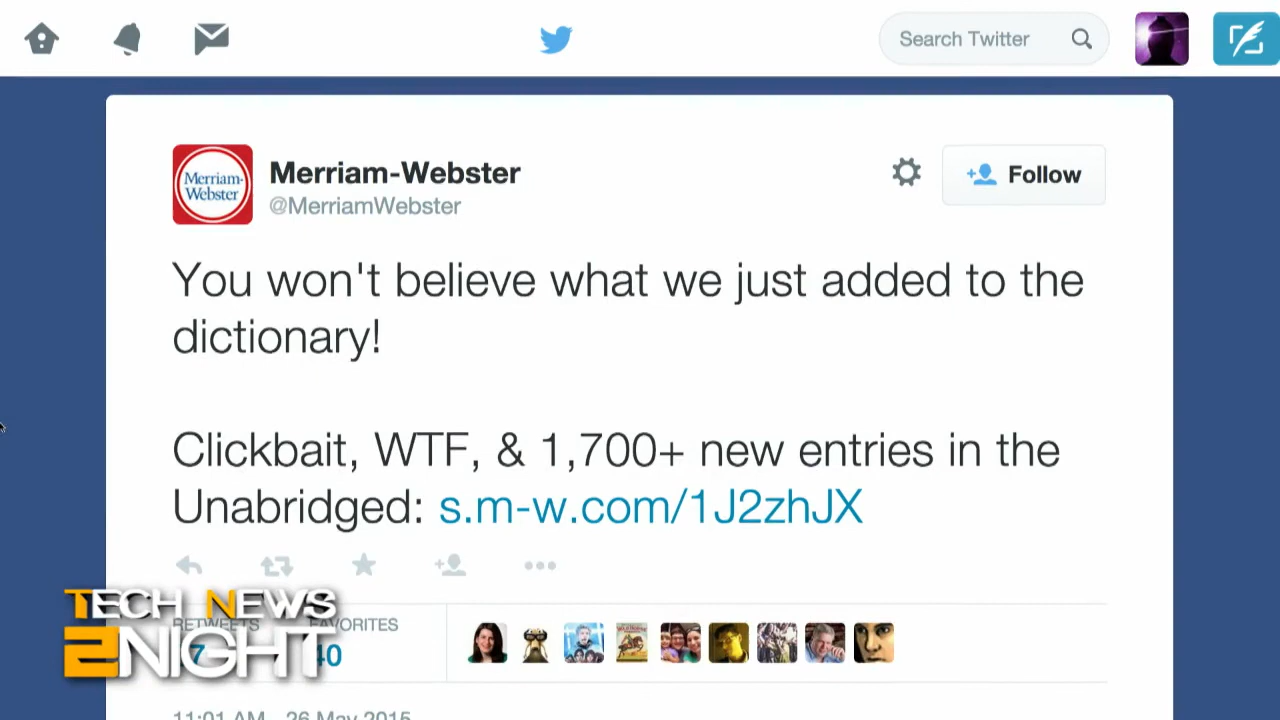 Search Twitter
Merriam-Webster
Merriam-
Webster
@MerriamWebster
Follow
You won't believe what we just added to the
dictionary!
Clickbait, WTF, & 1,700+ new entries in the
Unabridged: s.m-w.com/1J2zhJX
RETWEETS
FAVORITES
TECH NEWS
2NIGHT
11:01 AM - 26 May 2015